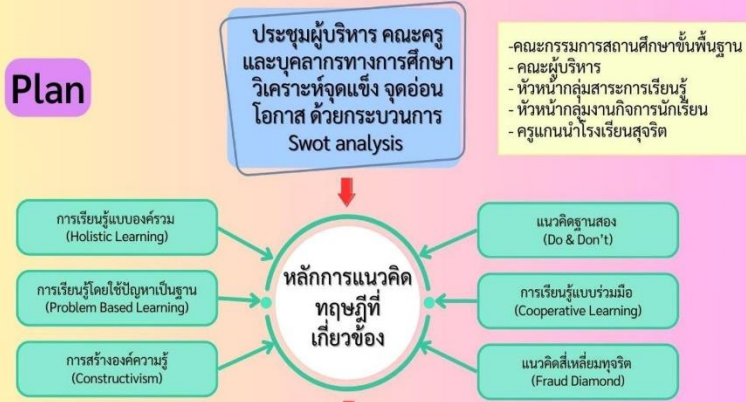 Plan
ประชุมผู้บริหาร คณะครู
และบุคลากรทางการศึกษา
วิเคราะห์จุดแข็ง จุดอ่อน
โอกาส ด้วยกระบวนการ
Swot analysis
-คณะกรรมการสถานศึกษาขั้นพื้นฐาน
- คณะผู้บริหาร
- หัวหน้ากลุ่มสาระการเรียนรู้
- หัวหน้ากลุ่มงานกิจการนักเรียน
- ครูแกนนำโรงเรียนสุจริต
หลักการแนวคิด
ทฤษฎีที่
เกี่ยวข้อง
การเรียนรู้แบบองค์รวม
(Holistic Learning)
การเรียนรู้โดยใช้ปัญหาเป็นฐาน
(Problem Based Learning)
การสร้างองค์ความรู้
(Constructivism)
แนวคิดฐานสอง
(Do & Don't)
การเรียนรู้แบบร่วมมือ
(Cooperative Learning)
แนวคิดสี่เหลี่ยมทุจริต
(Fraud Diamond)